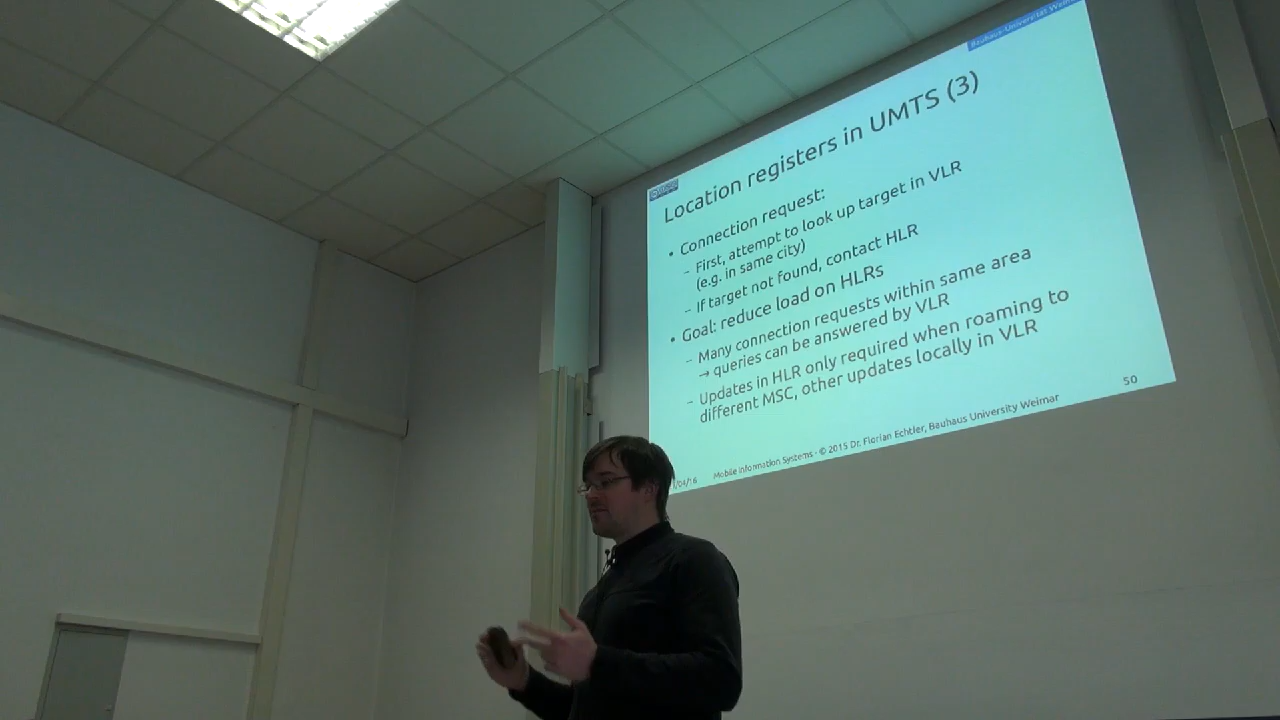 Bauhaus-Universität Weimar
Location registers in UMTS (3)
• Connection request:
– First, attempt to look up target in VLR
(e.g. in same city)
– If target not found, contact HLR
• Goal: reduce load on HLRs
– Many connection requests within same area
→ queries can be answered by VLR
– Updates in HLR only required when roaming to
different MSC, other updates locally in VLR
/04/16
Mobile Information Systems - © 2015 Dr. Florian Echtler, Bauhaus University Weimar
50